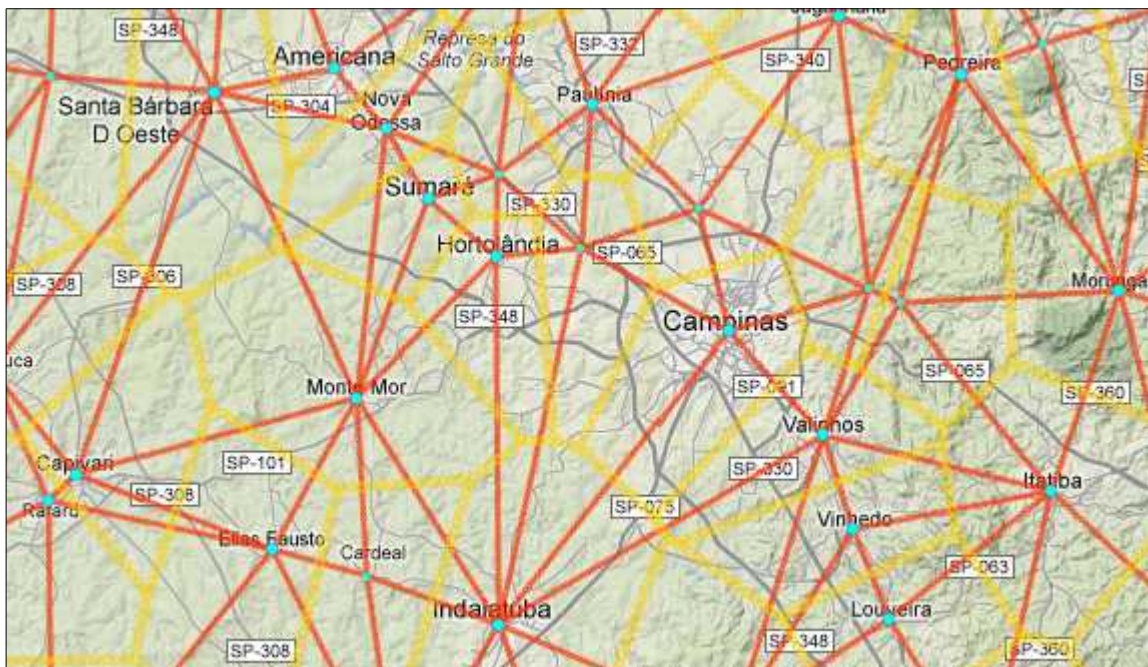 SP-348
Americana
Represa do
Salto Grande
SP-332
SP-340
Pedreira
Santa Bárbara
D Oeste
SP-304
Nova
Odessa
Paulínia
Sumaré
SP-330
Hortolândia
SP-065
SP-308
SP-306
SP-348
Campinas
Monte Mor
SP-091
SP-065
SP-360
Valinhos
Capivari
SP-101
SP-330
Itatiba
SP-308
SP-075
Rafard
Vinhedo
Elias Fausto
Cardeal
SP-063
Indaiatuba
Louveira
SP-308
SP-348
SP-360